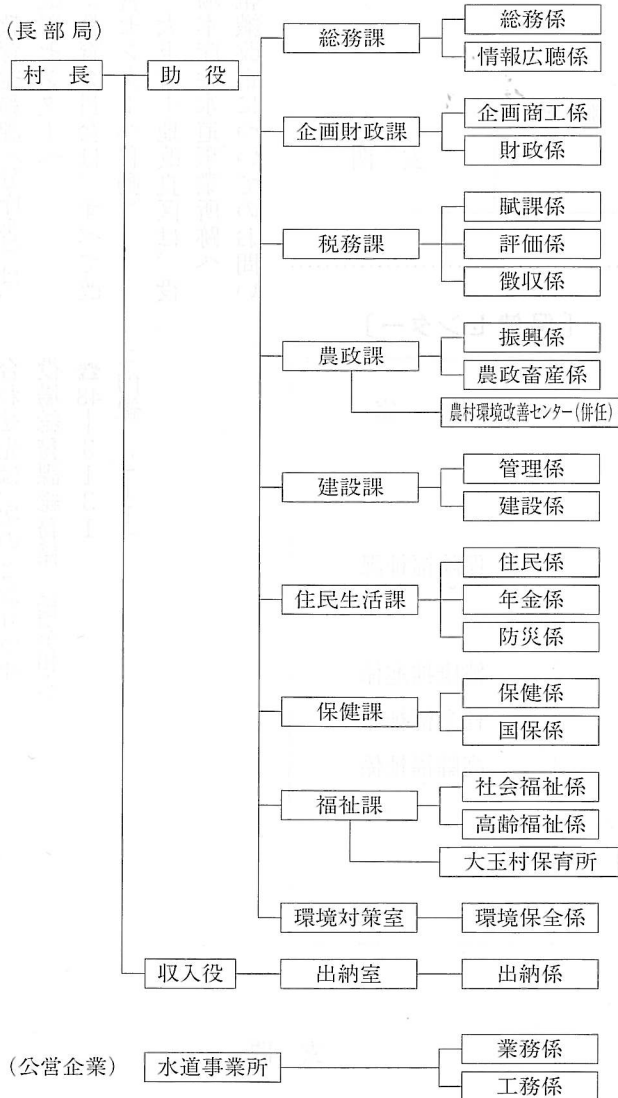 (長部局)
村長
助役
総務課
総務係
情報広聴係
企画財政課
企画商工係
財政係
税務課
賦課係
評価係
徴収係
農政課
振興係
農政畜産係
農村環境改善センター(併任)
建設課
管理係
建設係
住民生活課
住民係
年金係
防災係
保健課
保健係
国保係
福祉課
社会福祉係
高齢福祉係
大玉村保育所
環境対策室
環境保全係
収入役
出納室
出納係
(公営企業)
水道事業所
業務係
工務係